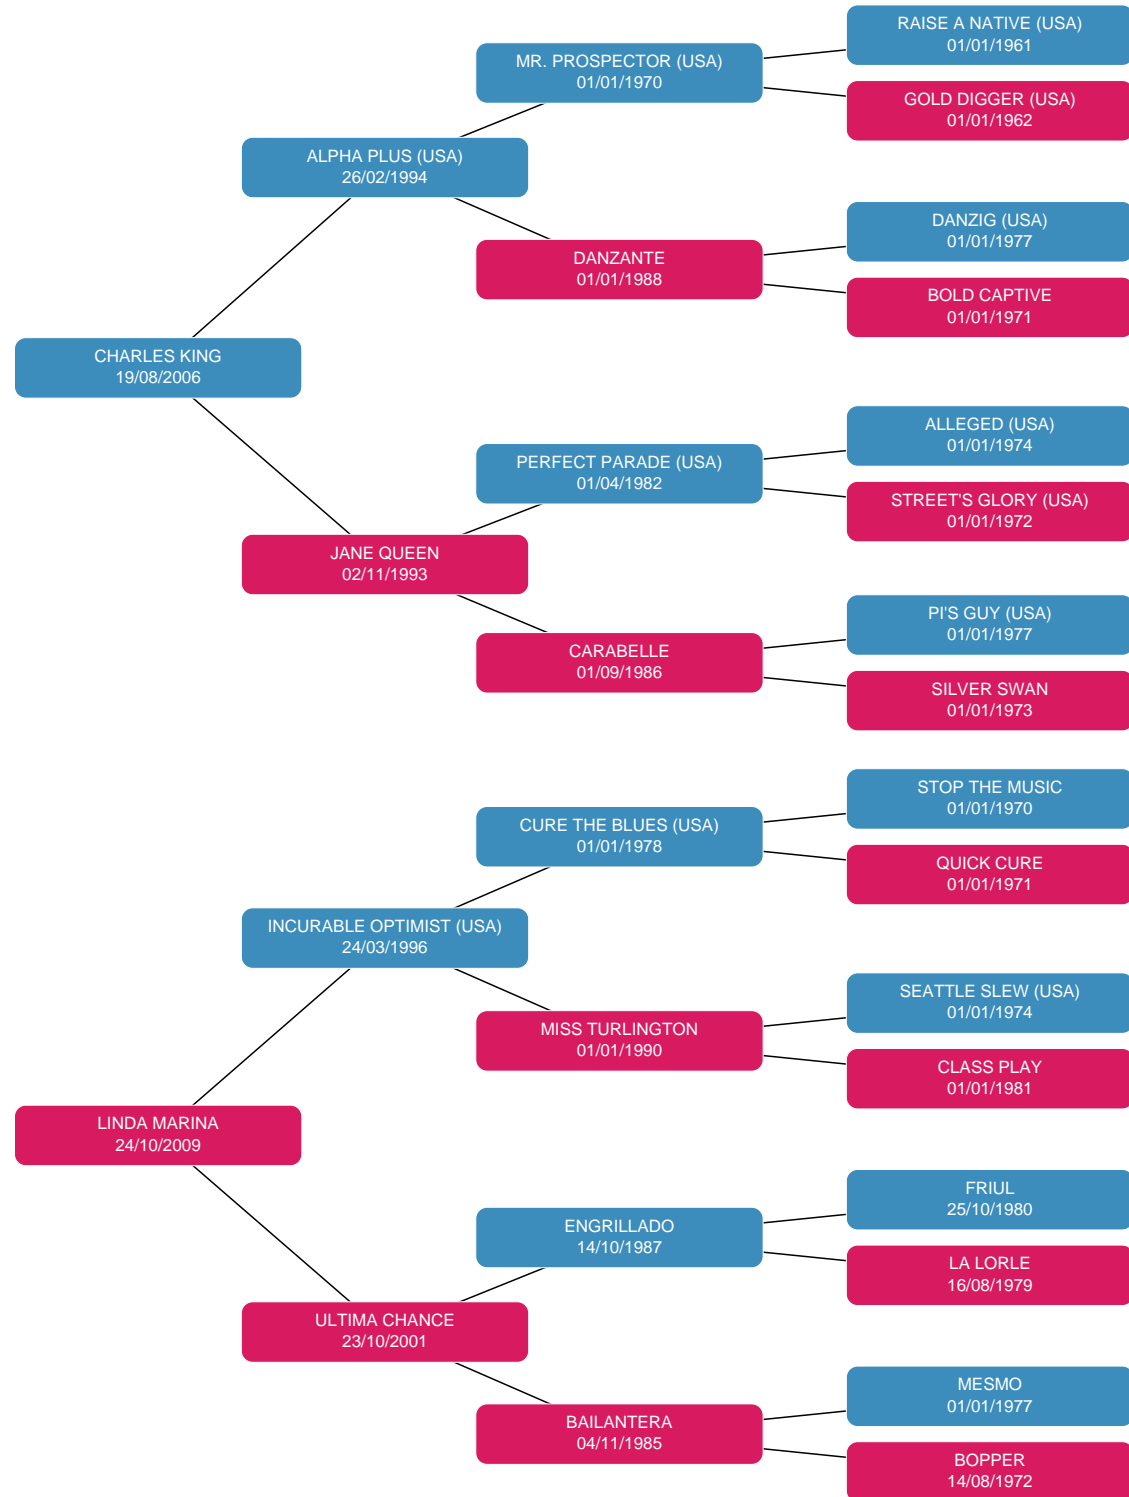 RAISE A NATIVE (USA)
01/01/1961
MR. PROSPECTOR (USA)
01/01/1970
GOLD DIGGER (USA)
01/01/1962
ALPHA PLUS (USA)
26/02/1994
DANZIG (USA)
01/01/1977
DANZANTE
01/01/1988
BOLD CAPTIVE
01/01/1971
CHARLES KING
19/08/2006
ALLEGED (USA)
01/01/1974
PERFECT PARADE (USA)
01/04/1982
STREET'S GLORY (USA)
01/01/1972
JANE QUEEN
02/11/1993
PI'S GUY (USA)
01/01/1977
CARABELLE
01/09/1986
SILVER SWAN
01/01/1973
STOP THE MUSIC
01/01/1970
CURE THE BLUES (USA)
01/01/1978
QUICK CURE
01/01/1971
INCURABLE OPTIMIST (USA)
24/03/1996
SEATTLE SLEW (USA)
01/01/1974
MISS TURLINGTON
01/01/1990
CLASS PLAY
01/01/1981
LINDA MARINA
24/10/2009
FRIUL
25/10/1980
ENGRILLADO
14/10/1987
LA LORLE
16/08/1979
ULTIMA CHANCE
23/10/2001
MESMO
01/01/1977
BAILANTERA
04/11/1985
BOPPER
14/08/1972